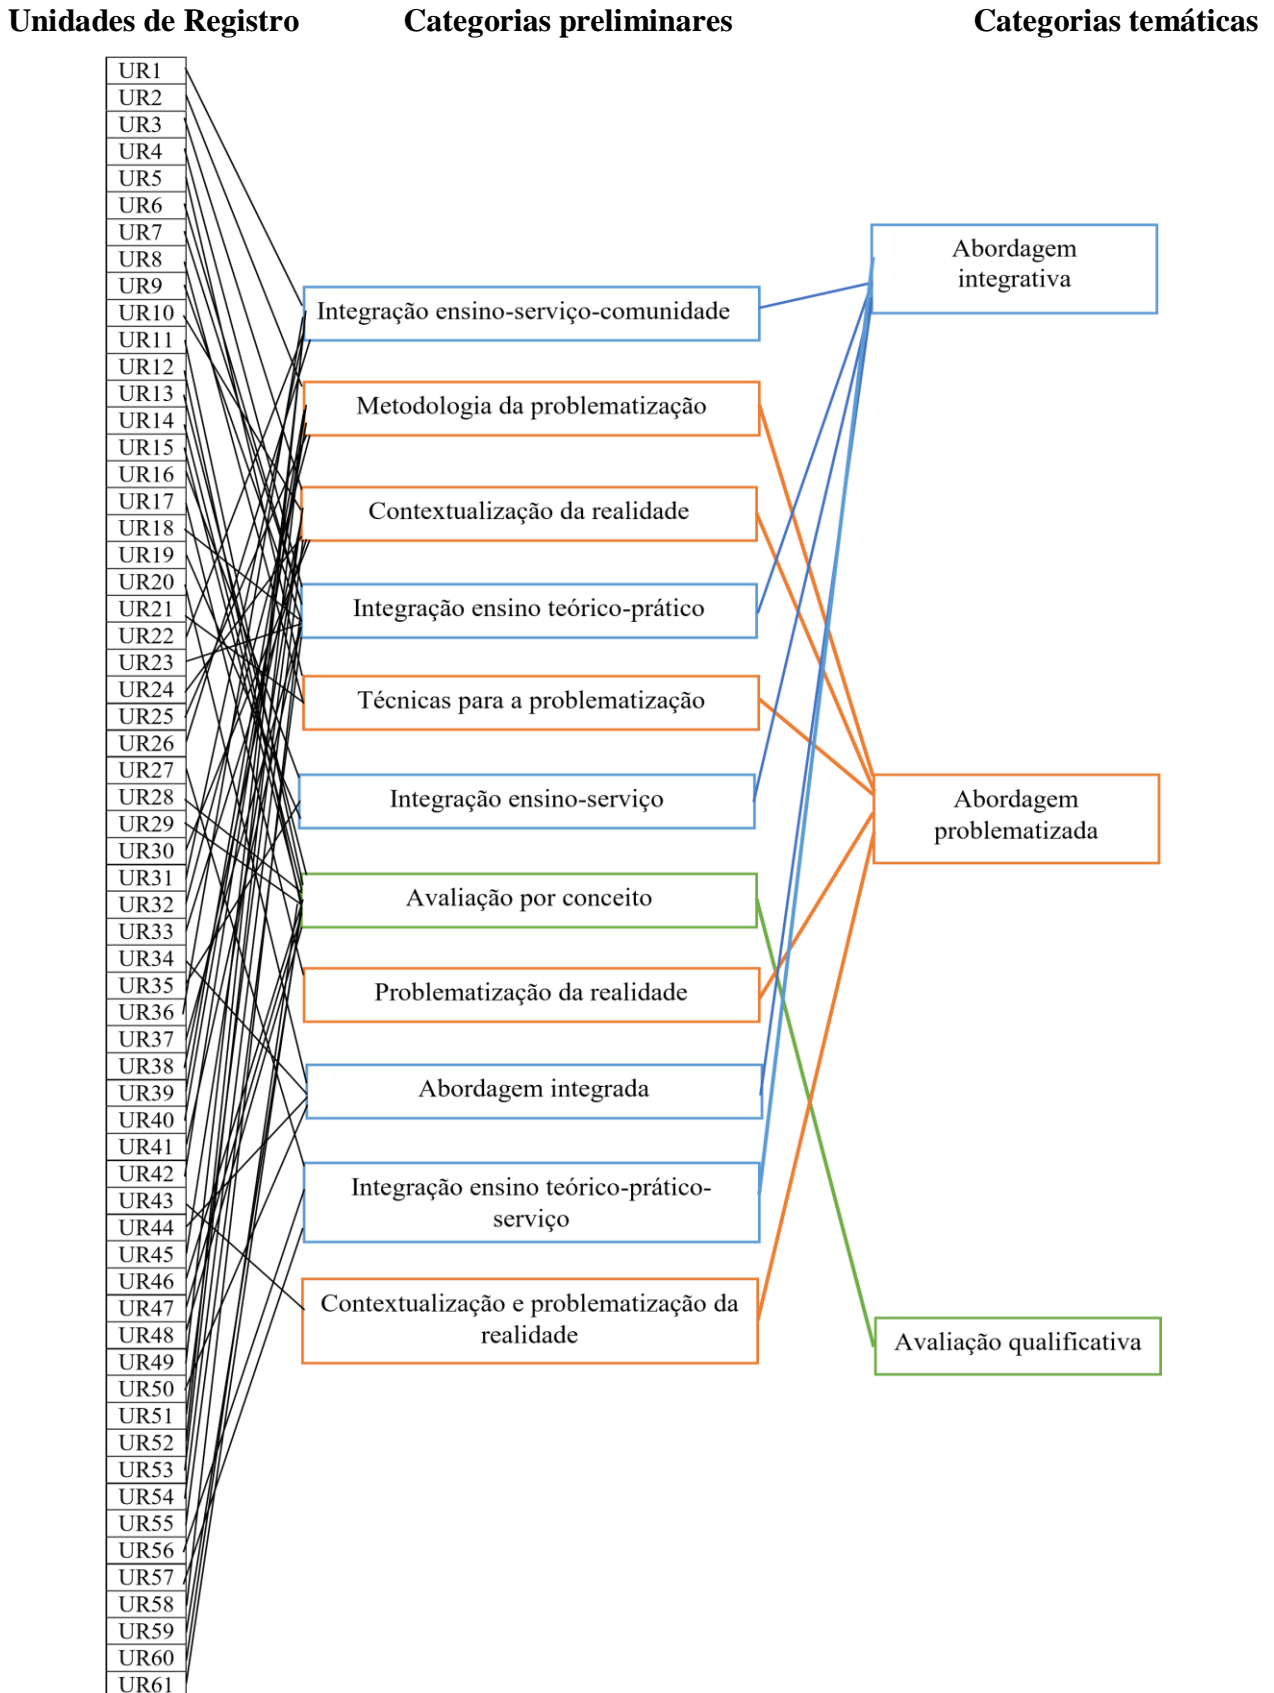 Unidades de Registro
Categorias preliminares
Categorias temáticas
UR1
UR2
UR3
UR4
UR5
UR6
UR7
UR8
UR9
UR10
UR11
UR12
UR13
UR14
UR15
UR16
UR17
UR18
UR19
UR20
UR21
UR22
UR23
UR24
UR25
UR26
UR27
UR28
UR29
UR30
UR31
UR32
UR33
UR34
UR35
UR36
UR37
UR38
UR39
UR40
UR41
UR42
UR43
UR44
UR45
UR46
UR47
UR48
UR49
UR50
UR51
UR52
UR53
UR54
UR55
UR56
UR57
UR58
UR59
UR60
UR61
Integração ensino-serviço-comunidade
Metodologia da problematização
Contextualização da realidade
Integração ensino teórico-prático
Técnicas para a problematização
Integração ensino-serviço
Avaliação por conceito
Problematização da realidade
Abordagem integrada
Integração ensino teórico-prático-
serviço
Contextualização e problematização da
realidade
Abordagem
integrativa
Abordagem
problematizada
Avaliação qualificativa